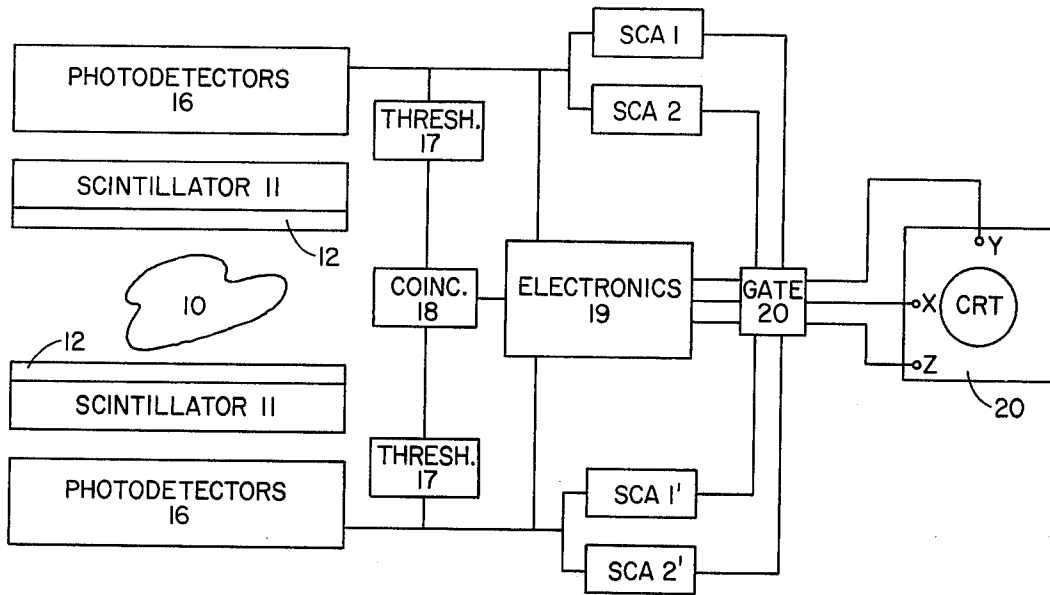 PHOTODETECTORS
16
SCINTILLATOR 11
12
10
12
SCINTILLATOR 11
PHOTODETECTORS
16
THRESH.
17
COINC.
18
THRESH.
17
ELECTRONICS
19
SCA 1
SCA 2
SCA 1'
SCA 2'
GATE
20
Y
X
Z
CRT
20